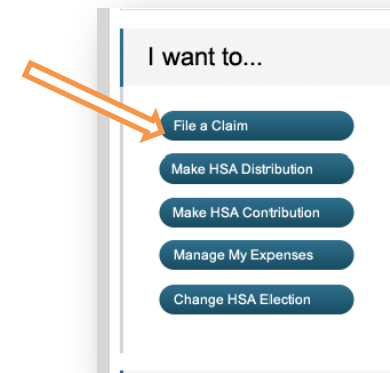 I want to...
File a Claim
Make HSA Distribution
Make HSA Contribution
Manage My Expenses
Change HSA Election